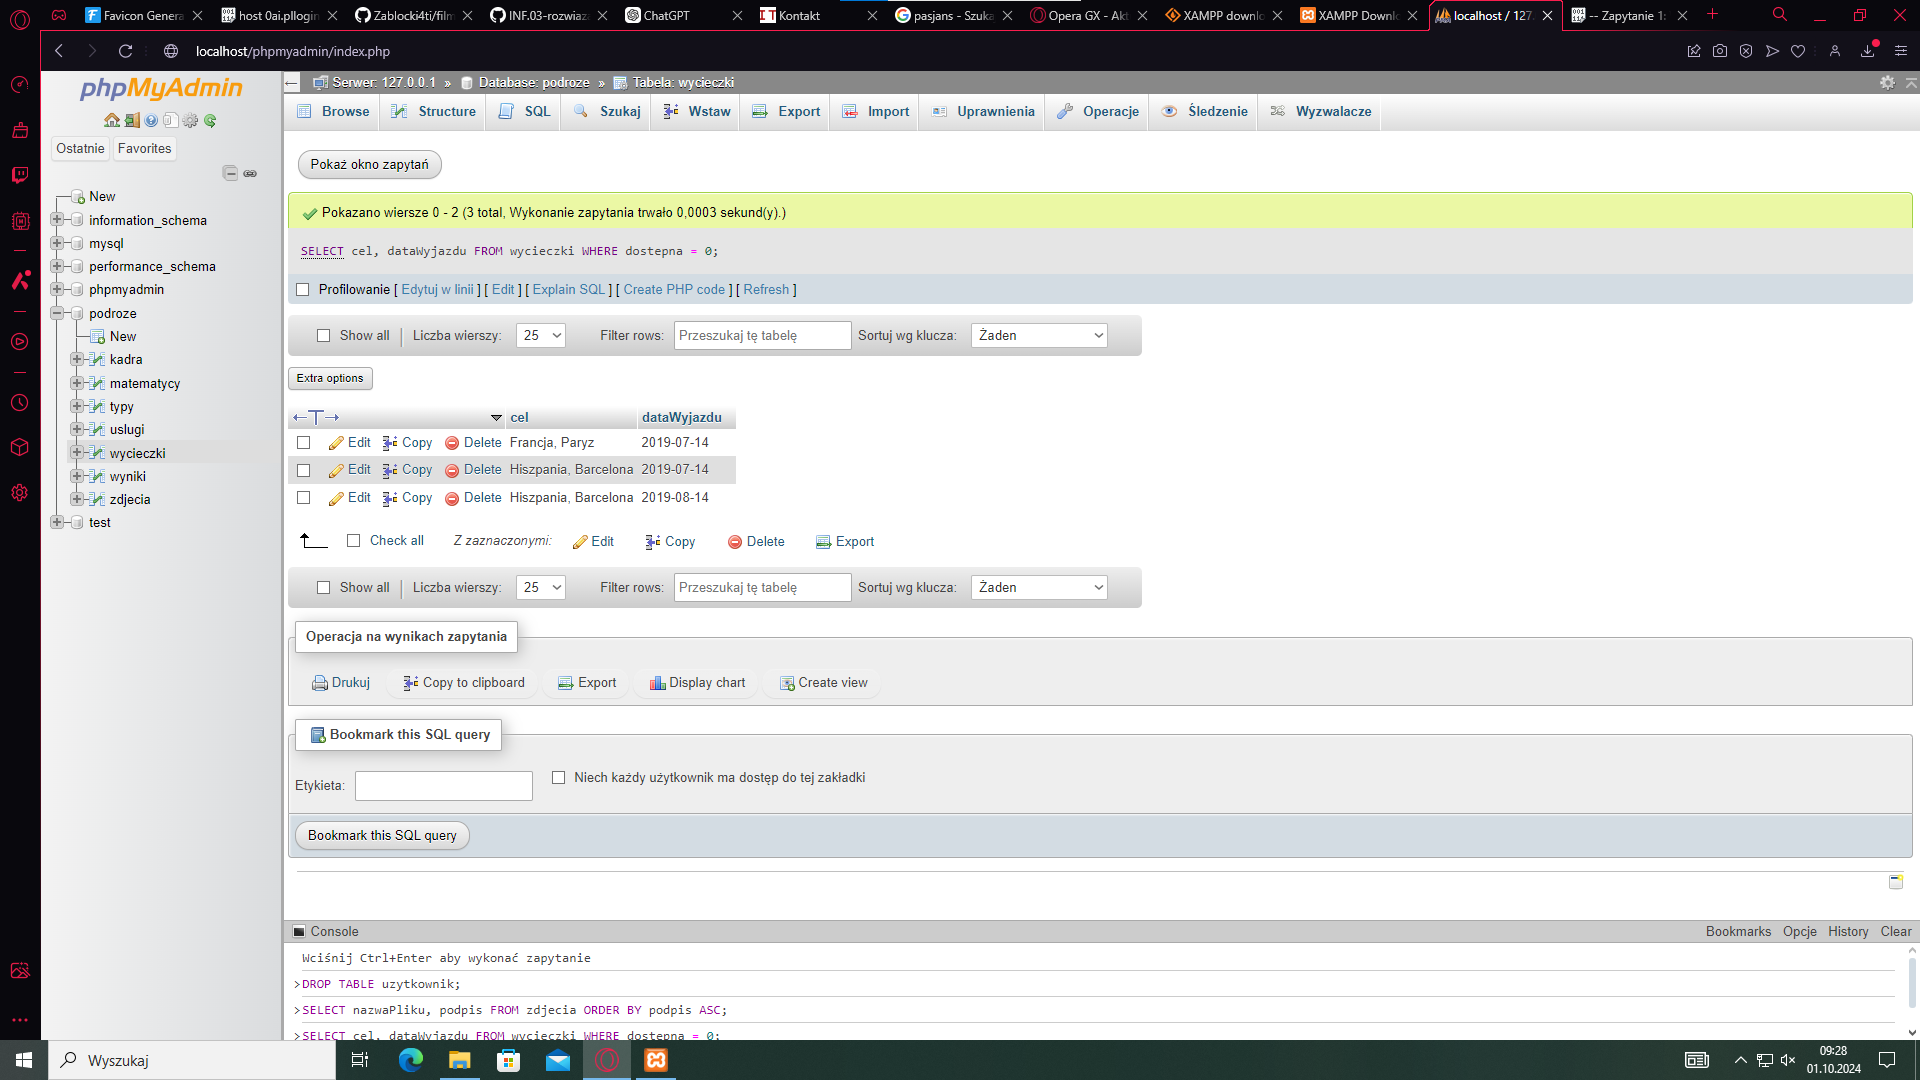 Favicon Genera
host 0ai.pllogin
Zablocki4ti/film
INF.03-rozwiaza
ChatGPT
Kontakt
pasjans - Szuka
Opera GX - Akt
XAMPP downlo
XAMPP Downlo
localhost / 127.
-- Zapytanie 1:
localhost/phpmyadmin/index.php
phpMyAdmin
Ostatnie
Favorites
New
information_schema
mysql
performance_schema
phpmyadmin
podroze
New
kadra
matematycy
typy
uslugi
wycieczki
wyniki
zdjecia
test
Serwer: 127.0.0.1 » Database: podroze » Tabela: wycieczki
Browse
Structure
SQL
Szukaj
Wstaw
Export
Import
Uprawnienia
Operacje
Śledzenie
Wyzwalacze
Pokaż okno zapytań
Pokazano wiersze 0 - 2 (3 total, Wykonanie zapytania trwało 0,0003 sekund(y).)
SELECT cel, dataWyjazdu FROM wycieczki WHERE dostepna = 0;
Profilowanie [ Edytuj w linii ] [ Edit ] [ Explain SQL ] [ Create PHP code ] [ Refresh ]
Show all
Liczba wierszy:
25
Filter rows:
Przeszukaj tę tabelę
Sortuj wg klucza:
Żaden
Extra options
cel
dataWyjazdu
Edit Copy Delete Francja, Paryz 2019-07-14
Edit Copy Delete Hiszpania, Barcelona 2019-07-14
Edit Copy Delete Hiszpania, Barcelona 2019-08-14
Check all
Z zaznaczonymi:
Edit
Copy
Delete
Export
Show all
Liczba wierszy:
25
Filter rows:
Przeszukaj tę tabelę
Sortuj wg klucza:
Żaden
Operacja na wynikach zapytania
Drukuj
Copy to clipboard
Export
Display chart
Create view
Bookmark this SQL query
Etykieta:
Niech każdy użytkownik ma dostęp do tej zakładki
Bookmark this SQL query
Console
Bookmarks
Opcje
History
Clear
Wciśnij Ctrl+Enter aby wykonać zapytanie
>DROP TABLE uzytkownik;
>SELECT nazwaPliku, podpis FROM zdjecia ORDER BY podpis ASC;
>SELECT cel, dataWyjazdu FROM wycieczki WHERE dostepna = 0;
Wyszukaj
09:28
01.10.2024